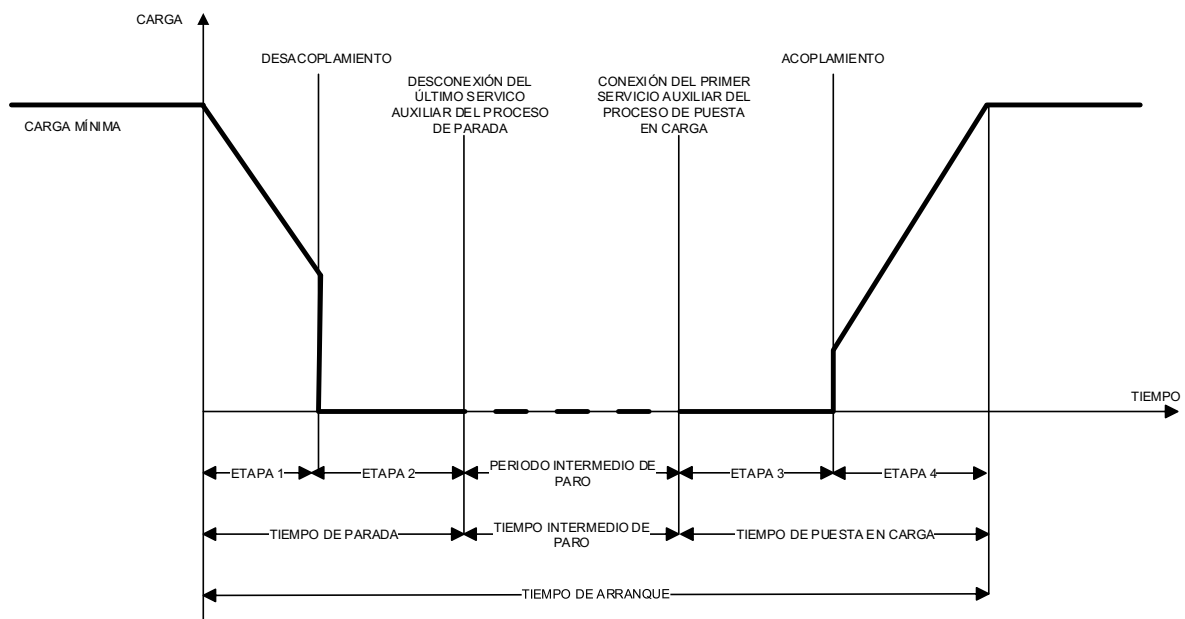 CARGA
DESACOPLAMIENTO
ACOPLAMIENTO
DESCONEXIÓN DEL
ÚLTIMO SERVICO
AUXILIAR DEL PROCESO
DE PARADA
CONEXIÓN DEL PRIMER
SERVICIO AUXILIAR DEL
PROCESO DE PUESTA
EN CARGA
CARGA MÍNIMA
TIEMPO
ETAPA 1
ETAPA 2
PERIODO INTERMEDIO DE
PARO
ETAPA 3
ETAPA 4
TIEMPO DE PARADA
TIEMPO INTERMEDIO DE
PARO
TIEMPO DE PUESTA EN CARGA
TIEMPO DE ARRANQUE